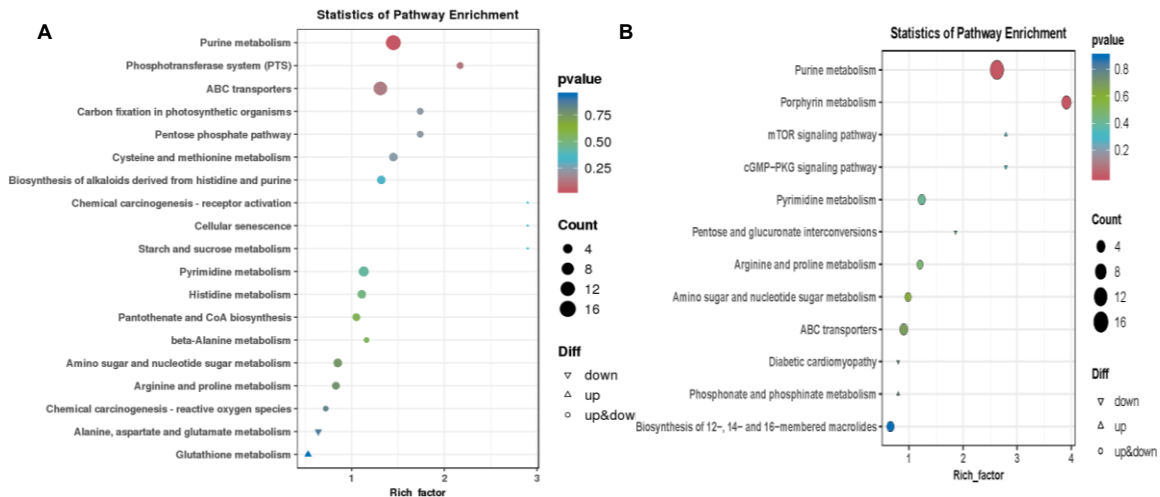 A
Statistics of Pathway Enrichment
Purine metabolism
Phosphotransferase system (PTS)
ABC transporters
Carbon fixation in photosynthetic organisms
Pentose phosphate pathway
Cysteine and methionine metabolism
Biosynthesis of alkaloids derived from histidine and purine
Chemical carcinogenesis - receptor activation
Cellular senescence
Starch and sucrose metabolism
Pyrimidine metabolism
Histidine metabolism
Pantothenate and CoA biosynthesis
beta-Alanine metabolism
Amino sugar and nucleotide sugar metabolism
Arginine and proline metabolism
Chemical carcinogenesis - reactive oxygen species
Alanine, aspartate and glutamate metabolism
Glutathione metabolism
1 2 3
Rich_factor
pvalue
0.75
0.50
0.25
Count
4
8
12
16
Diff
down
up
up&dow
B
Statistics of Pathway Enrichment
Purine metabolism
Porphyrin metabolism
mTOR signaling pathway
cGMP−PKG signaling pathway
Pyrimidine metabolism
Pentose and glucuronate interconversions
Arginine and proline metabolism
Amino sugar and nucleotide sugar metabolism
ABC transporters
Diabetic cardiomyopathy
Phosphonate and phosphinate metabolism
Biosynthesis of 12−, 14− and 16−membered macrolides
1 2 3 4
Rich_factor
pvalue
0.8
0.6
0.4
0.2
Count
4
8
12
16
Diff
down
up
up&down